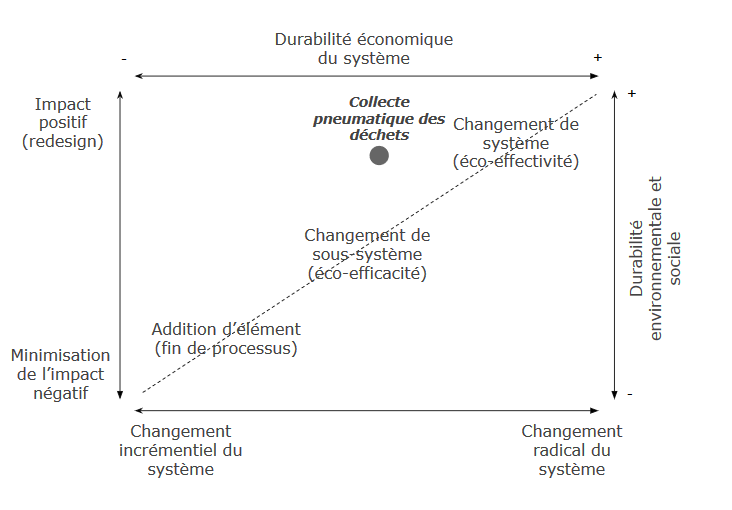 Durabilité économique
du système
-
+
Impact
positif
(redesign)
Collecte
pneumatique des
déchets
+
Changement de
système
(éco-effectivité)
Durabilité
environnementale et
sociale
Changement de
sous-système
(éco-efficacité)
Addition d’élément
(fin de processus)
Minimisation
de l’impact
négatif
-
Changement
incrémentiel du
système
Changement
radical du
système